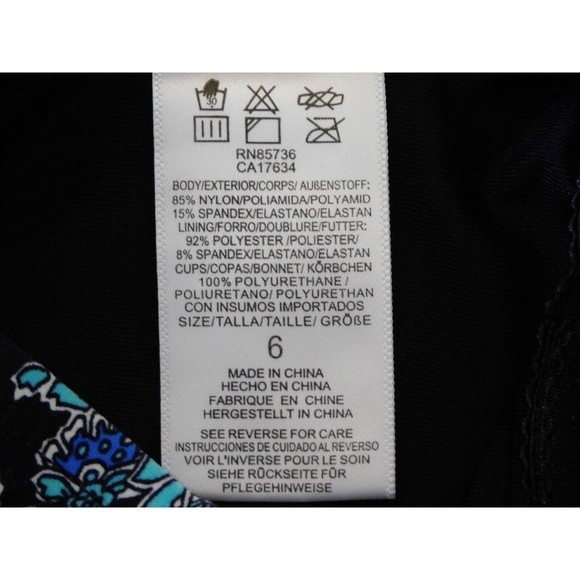 30
RN85736
CA17634
BODY/EXTERIOR/CORPS/ AUßENSTOFF:
85% NYLON/POLIAMIDA/POLYAMID
15% SPANDEX/ELASTANO/ELASTAN
LINING/FORRO/DOUBLURE/FUTTER:
92% POLYESTER /POLIESTER/
8% SPANDEX/ELASTANO/ELASTAN
CUPS/COPAS/BONNET/ KÖRBCHEN
100% POLYURETHANE /
POLIURETANO/ POLYURETHAN
CON INSUMOS IMPORTADOS
SIZE/TALLA/TAILLE/ GRÖßE
6
MADE IN CHINA
HECHO EN CHINA
FABRIQUE EN CHINE
HERGESTELLT IN CHINA
SEE REVERSE FOR CARE
INSTRUCCIONES DE CUIDADO AL REVERSO
VOIR L'INVERSE POUR LE SOIN
SIEHE RÜCKSEITE FÜR
PFLEGEHINWEISE